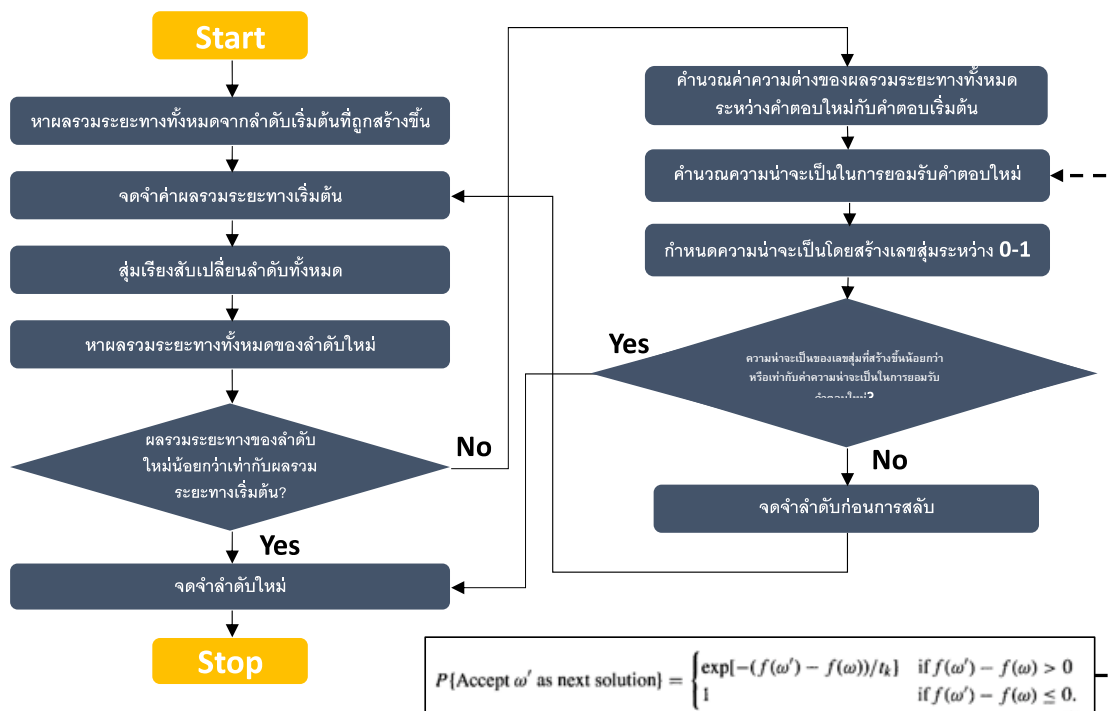 Start
หาผลรวมระยะทางทั้งหมดจากลำดับเริ่มต้นที่ถูกสร้างขึ้น
จดจำค่าผลรวมระยะทางเริ่มต้น
สุ่มเรียงสับเปลี่ยนลำดับทั้งหมด
หาผลรวมระยะทางทั้งหมดของลำดับใหม่
ผลรวมระยะทางของลำดับ
ใหม่น้อยกว่าเท่ากับผลรวม
ระยะทางเริ่มต้น?
No
Yes
จดจำลำดับใหม่
Stop
คำนวณค่าความต่างของผลรวมระยะทางทั้งหมด
ระหว่างคำตอบใหม่กับคำตอบเริ่มต้น
คำนวณความน่าจะเป็นในการยอมรับคำตอบใหม่
กำหนดความน่าจะเป็นโดยสร้างเลขสุ่มระหว่าง 0-1
Yes
ความน่าจะเป็นของเลขสุ่มที่สร้างขึ้นน้อยกว่า
หรือเท่ากับค่าความน่าจะเป็นในการยอมรับ
คำตอบใหม่?
No
จดจำลำดับก่อนการสลับ
P{Accept ω′ as next solution} = {exp[−(f(ω′) − f(ω))/t_k} if f(ω′) − f(ω) > 0
1 if f(ω′) − f(ω) ≤ 0.